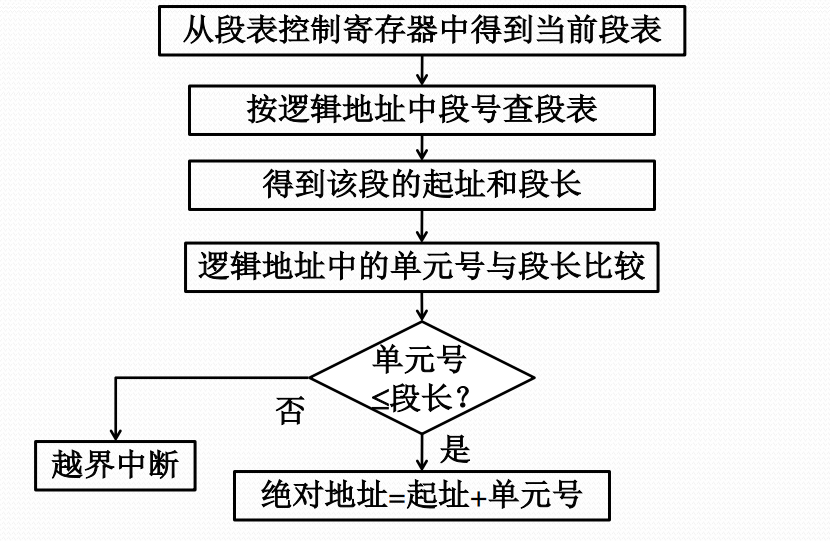 从段表控制寄存器中得到当前段表
按逻辑地址中段号查段表
得到该段的起址和段长
逻辑地址中的单元号与段长比较
单元号
≤段长？
否
是
越界中断
绝对地址=起址+单元号